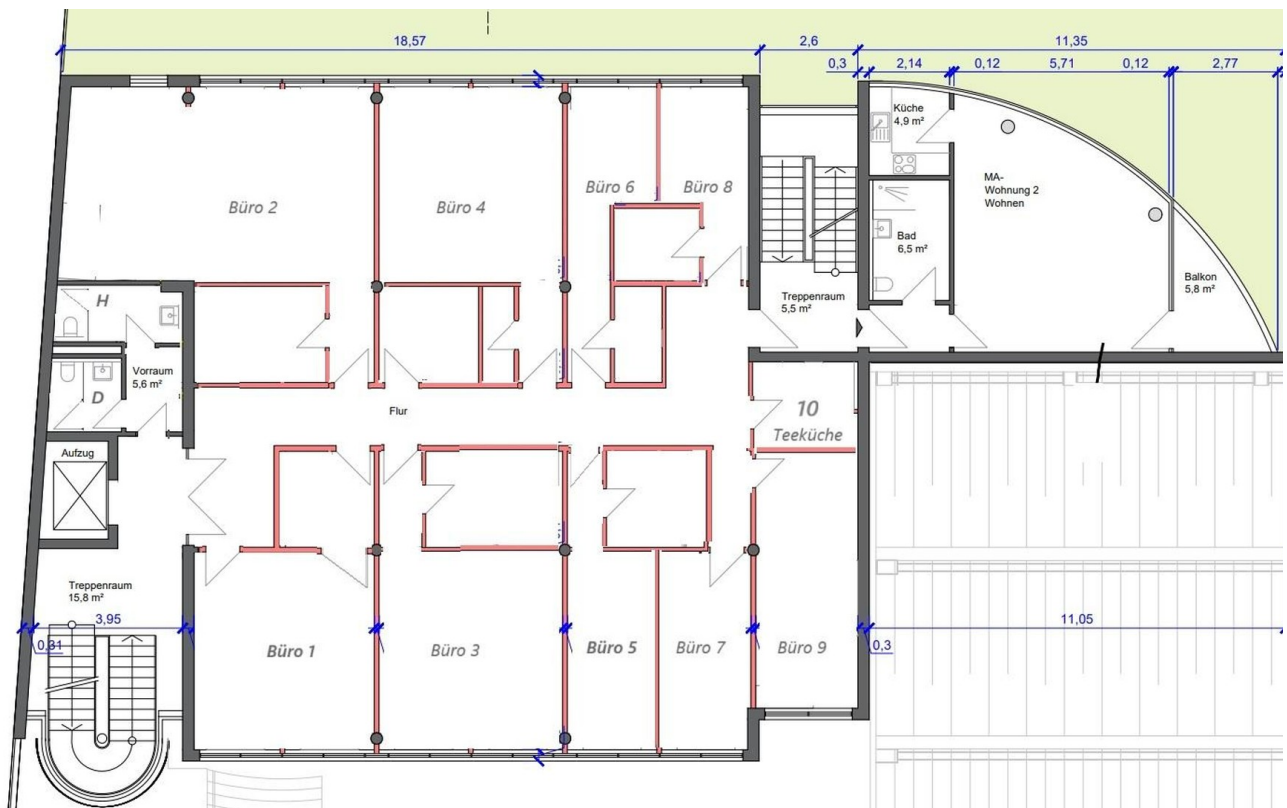 18,57
2,6
11,35
0,3
2,14
0,12
5,71
0,12
2,77
Küche
4,9 m²
MA-
Wohnung 2
Wohnen
Büro 2
Büro 4
Büro 6
Büro 8
Bad
6,5 m²
Balkon
5,8 m²
Treppenraum
5,5 m²
H
Vorraum
5,6 m²
D
Flur
10
Teeküche
Aufzug
Treppenraum
15,8 m²
3,95
0,31
Büro 1
Büro 3
Büro 5
Büro 7
Büro 9
0,3
11,05